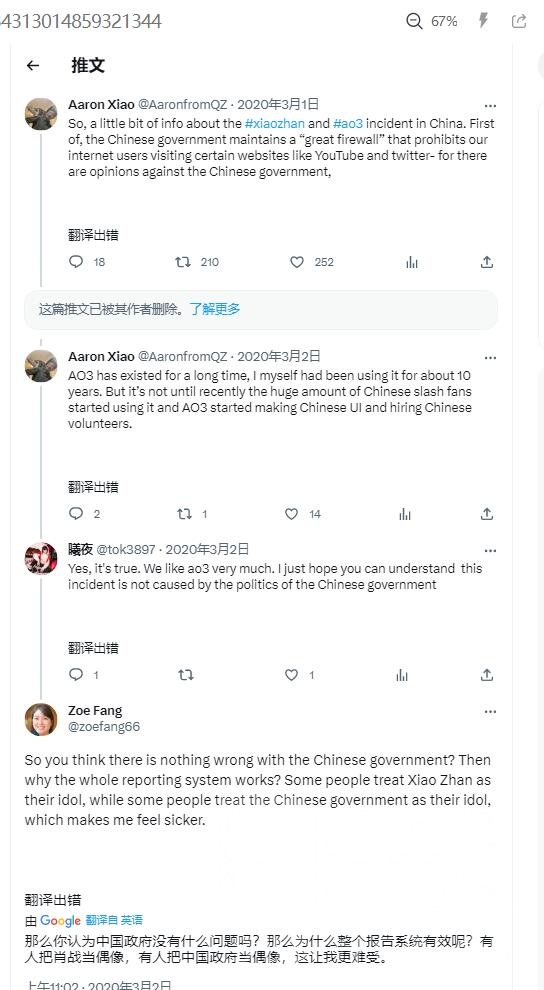 4313014859321344
67%
推文
Aaron Xiao @AaronfromQZ · 2020年3月1日
So, a little bit of info about the #xiaozhan and #ao3 incident in China. First
of, the Chinese government maintains a “great firewall” that prohibits our
internet users visiting certain websites like YouTube and twitter- for there
are opinions against the Chinese government,
翻译出错
18 210 252
这篇推文已被其作者删除。了解更多
Aaron Xiao @AaronfromQZ · 2020年3月2日
AO3 has existed for a long time, I myself had been using it for about 10
years. But it’s not until recently the huge amount of Chinese slash fans
started using it and AO3 started making Chinese UI and hiring Chinese
volunteers.
翻译出错
2 1 14
@tok3897 · 2020年3月2日
Yes, it's true. We like ao3 very much. I just hope you can understand this
incident is not caused by the politics of the Chinese government
翻译出错
1 1
Zoe Fang
@zoefang66
So you think there is nothing wrong with the Chinese government? Then
why the whole reporting system works? Some people treat Xiao Zhan as
their idol, while some people treat the Chinese government as their idol,
which makes me feel sicker.
翻译出错
由 Google 翻译自 英语
那么你认为中国政府没有什么问题吗？那么为什么整个报告系统有效呢？有
人把肖战当偶像，有人把中国政府当偶像，这让我更难受。
上午11:02 · 2020年3月2日